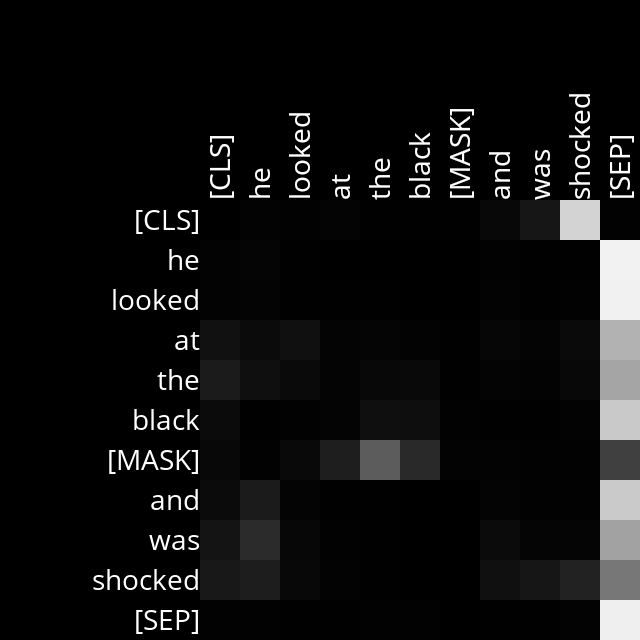 [CLS] he looked at the black [MASK] and was shocked [SEP]
[CLS]
he
looked
at
the
black
[MASK]
and
was
shocked
[SEP]